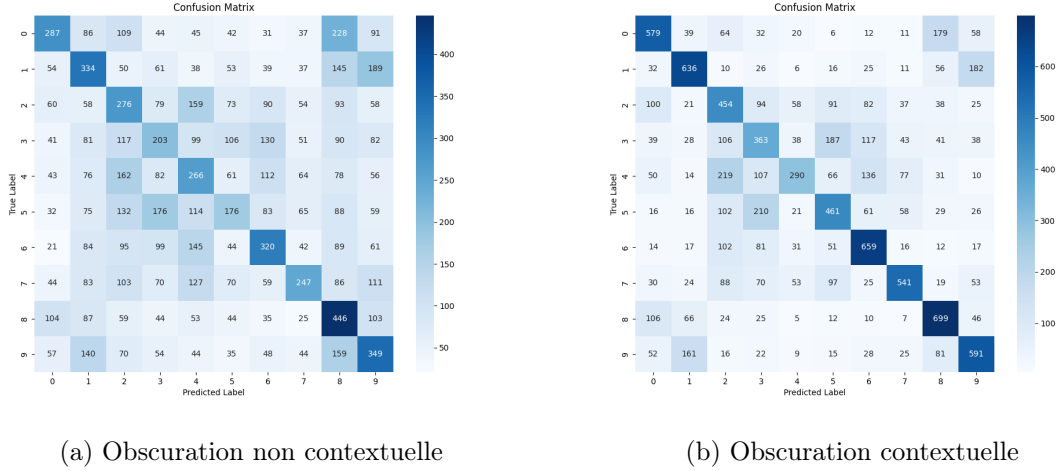 Confusion Matrix
0 287 86 109 44 45 42 31 37 228 91
1 54 334 50 61 38 53 39 37 145 189
2 60 58 276 79 159 73 90 54 93 58
3 41 81 117 203 99 106 130 51 90 82
4 43 76 162 82 266 61 112 64 78 56
5 32 75 132 176 114 176 83 65 88 59
6 21 84 95 99 145 44 320 42 89 61
7 44 83 103 70 127 70 59 247 86 111
8 104 87 59 44 53 44 35 25 446 103
9 57 140 70 54 44 35 48 44 159 349
0 1 2 3 4 5 6 7 8 9
True Label
Predicted Label
400
350
300
250
200
150
100
50
(a) Obscuration non contextuelle
Confusion Matrix
0 579 39 64 32 20 6 12 11 179 58
1 32 636 10 26 6 16 25 11 56 182
2 100 21 454 94 58 91 82 37 38 25
3 39 28 106 363 38 187 117 43 41 38
4 50 14 219 107 290 66 136 77 31 10
5 16 16 102 210 21 461 61 58 29 26
6 14 17 102 81 31 51 659 16 12 17
7 30 24 88 70 53 97 25 541 19 53
8 106 66 24 25 5 12 10 7 699 46
9 52 161 16 22 9 15 28 25 81 591
0 1 2 3 4 5 6 7 8 9
True Label
Predicted Label
600
500
400
300
200
100
(b) Obscuration contextuelle